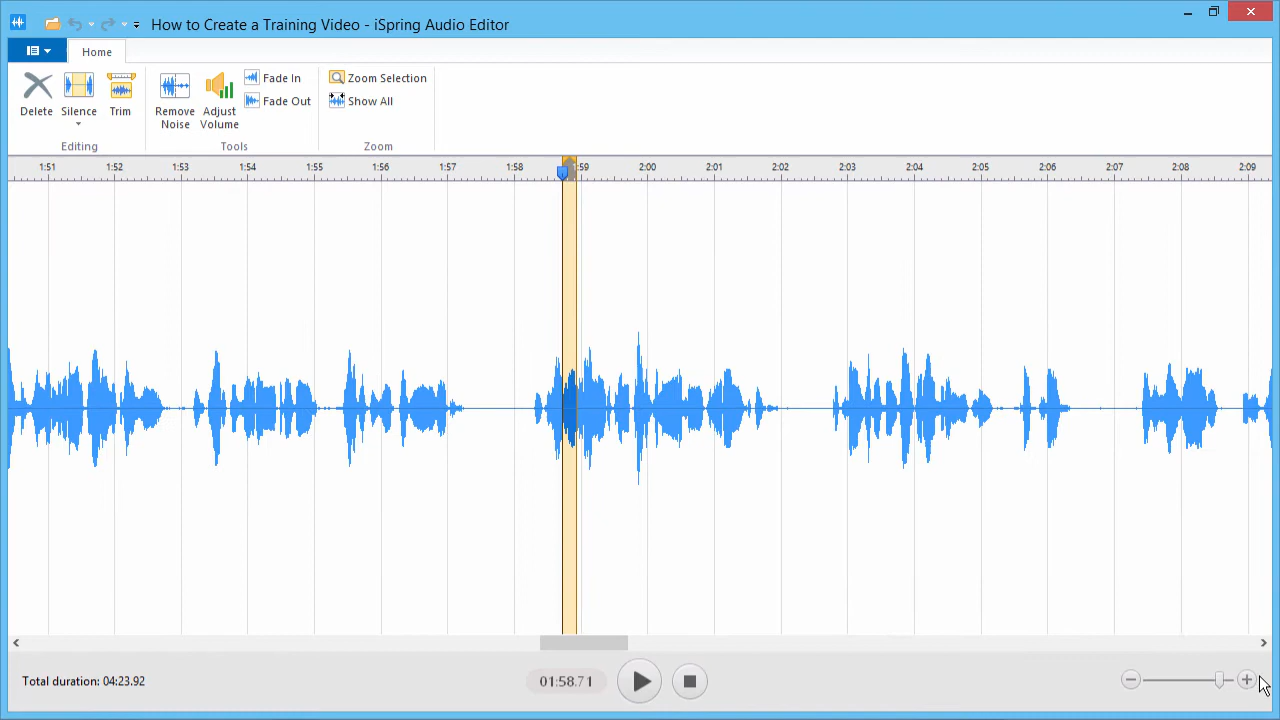 How to Create a Training Video - iSpring Audio Editor
Home
Delete Silence Trim
Remove Noise
Adjust Volume
Fade In
Fade Out
Zoom Selection
Show All
Editing Tools Zoom
1:51 1:52 1:53 1:54 1:55 1:56 1:57 1:58 :59 2:00 2:01 2:02 2:03 2:04 2:05 2:06 2:07 2:08 2:09
Total duration: 04:23.92
01:58.71